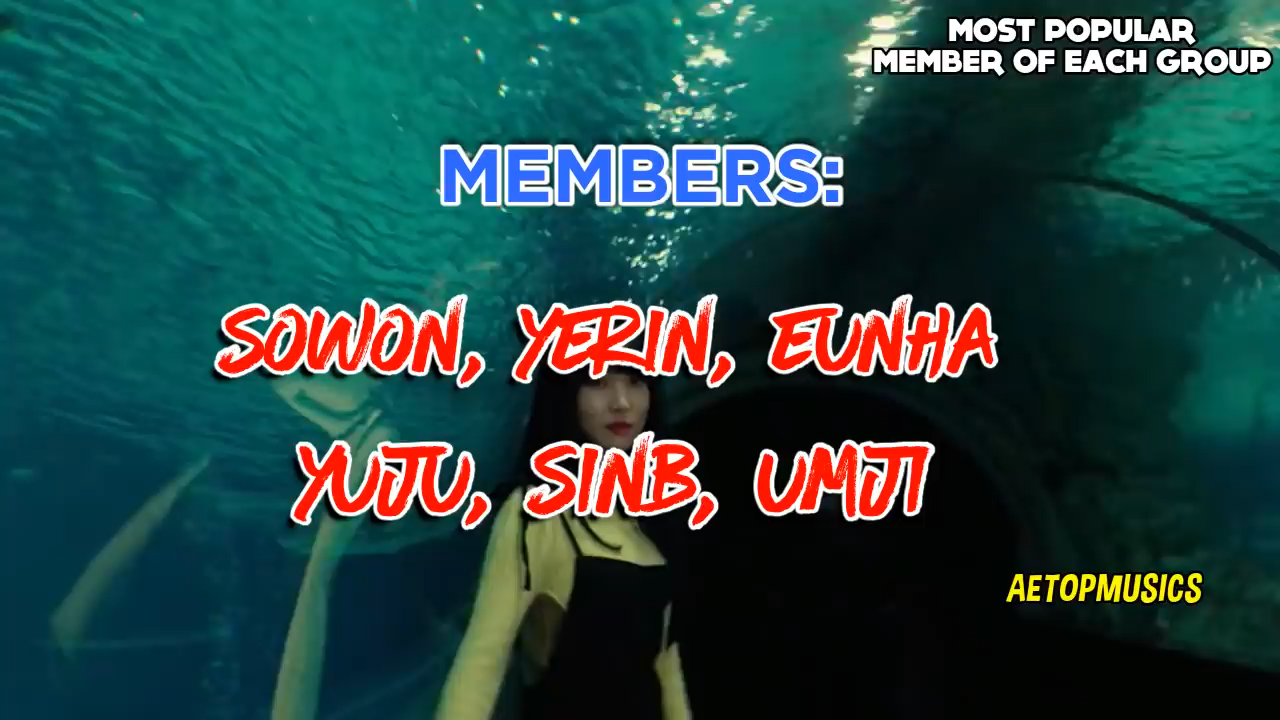 MOST POPULAR
MEMBER OF EACH GROUP
MEMBERS:
SOWON, YERIN, EUNHA
YUJU, SINB, UMJI
AETOPMUSICS